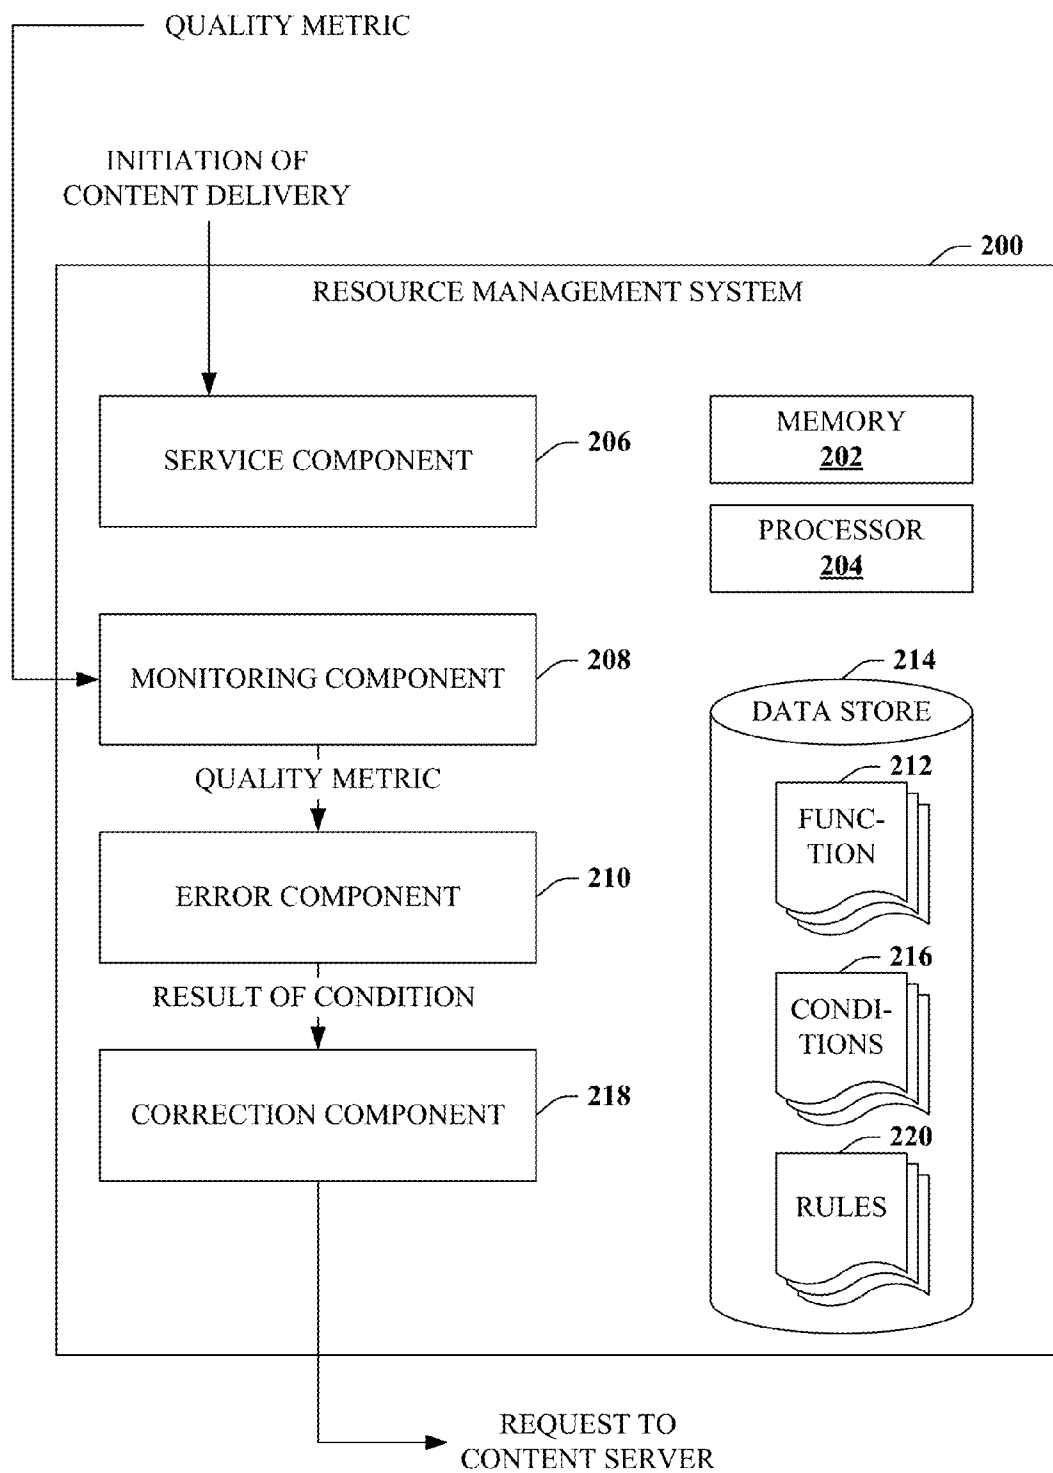 QUALITY METRIC
INITIATION OF
CONTENT DELIVERY
200
RESOURCE MANAGEMENT SYSTEM
SERVICE COMPONENT
206
MEMORY
202
PROCESSOR
204
MONITORING COMPONENT
208
214
DATA STORE
QUALITY METRIC
212
FUNC-
TION
ERROR COMPONENT
210
216
CONDI-
TIONS
RESULT OF CONDITION
CORRECTION COMPONENT
218
220
RULES
REQUEST TO
CONTENT SERVER